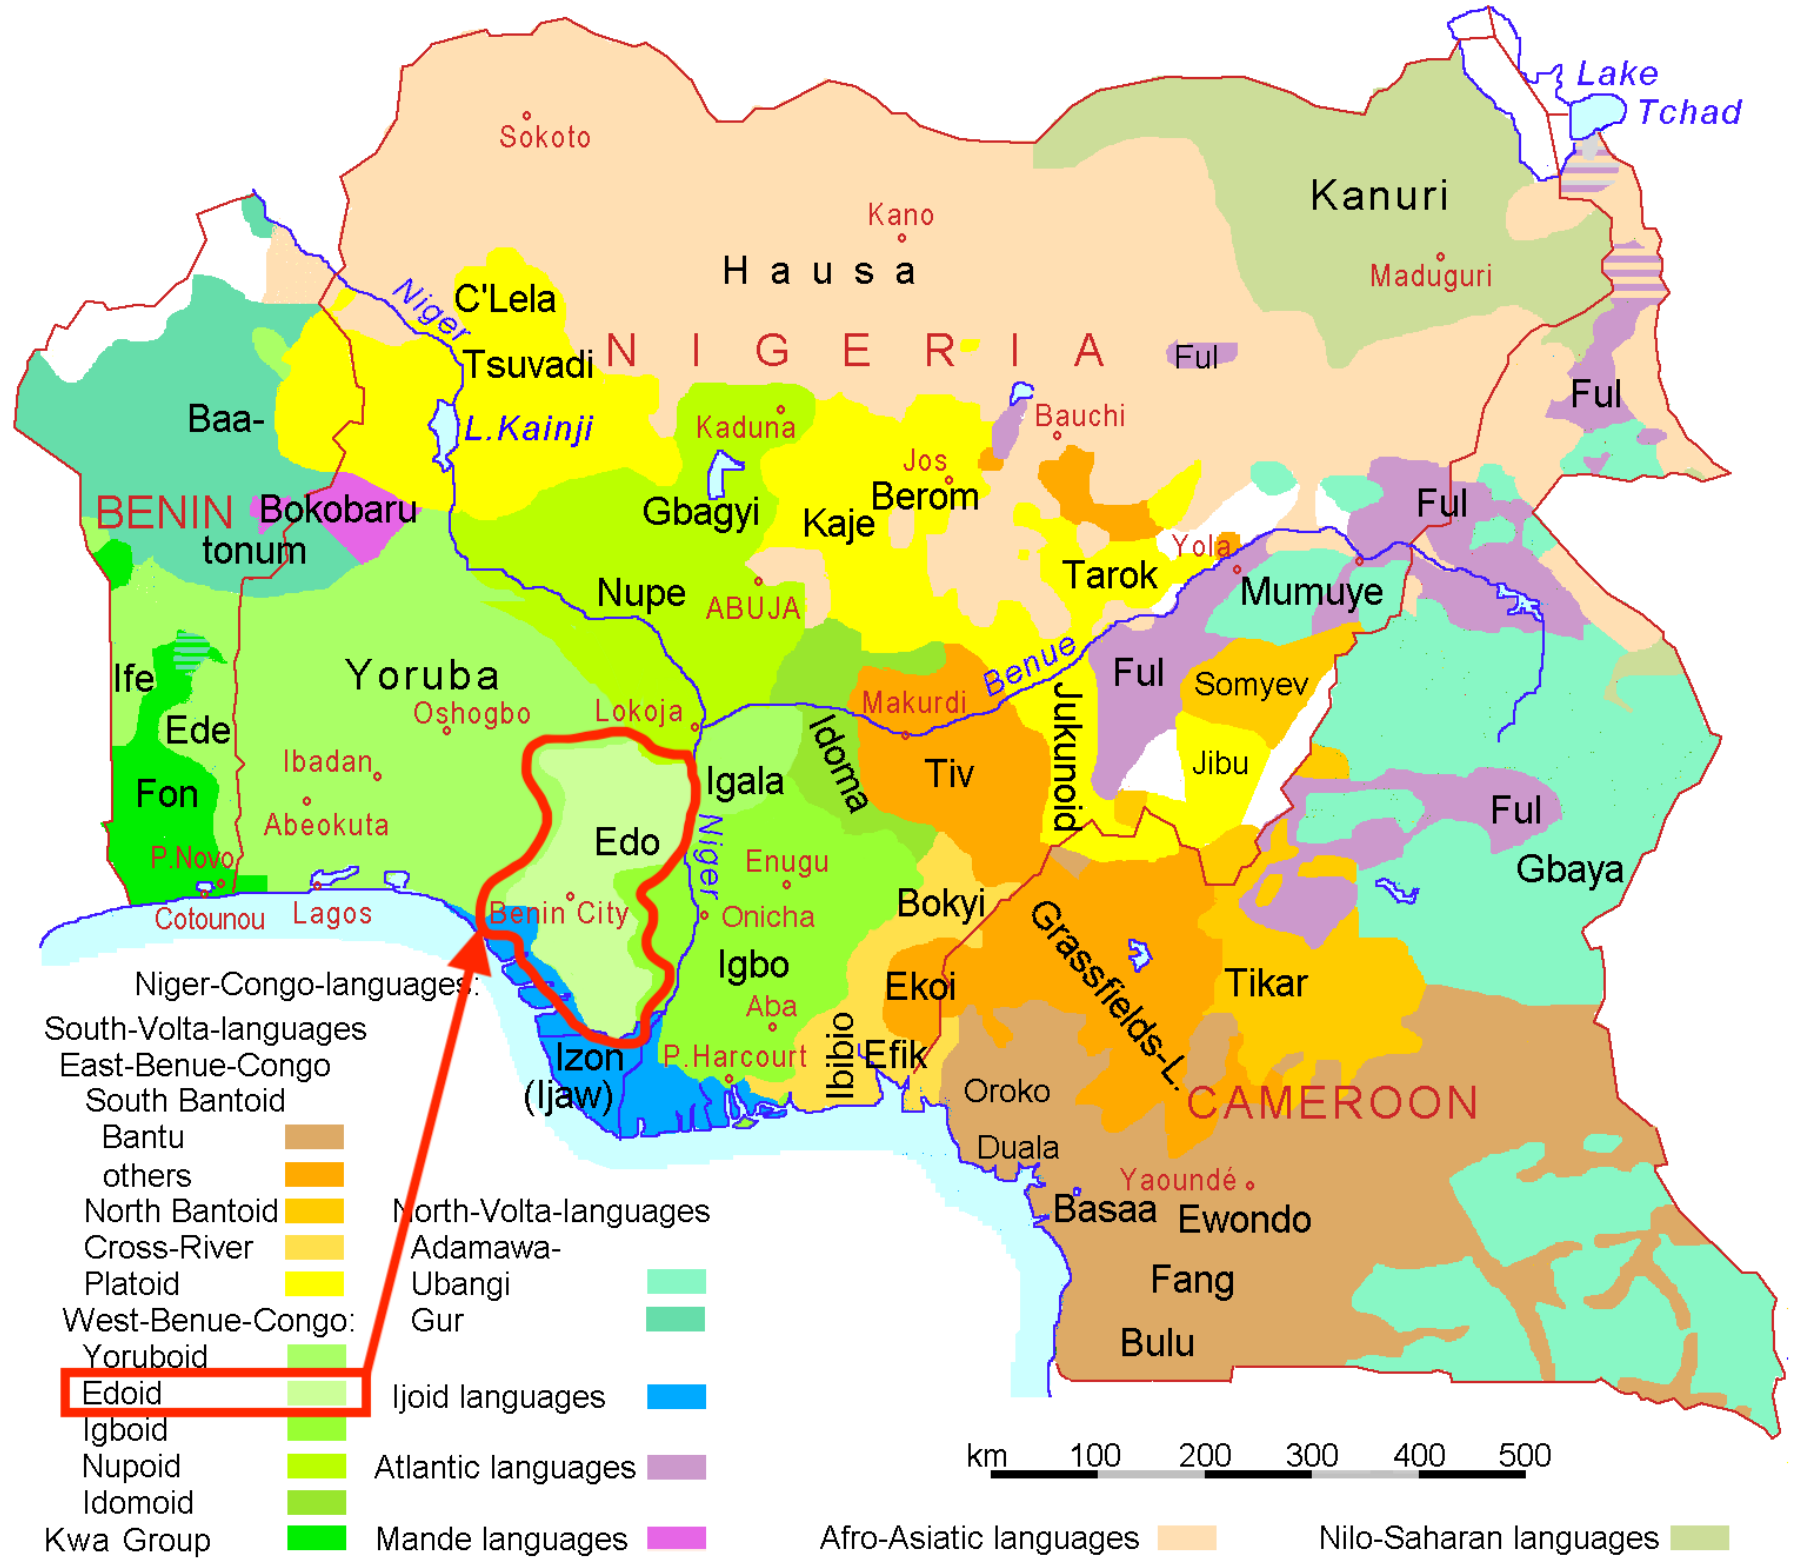 Lake
Tchad
Sokoto
Kanuri
Kano
Hausa
Maduguri
Niger
C'Lela
NIGERIA
Tsuvadi
Ful
Ful
Baa-
L.Kainji
Kaduna
Bauchi
Jos
Berom
Ful
BENIN
Bokobaru
Gbagyi
Kaje
tonum
Yola
Tarok
Nupe
ABUJA
Mumuye
Ife
Yoruba
Benue
Ful
Somyev
Ede
Oshogbo
Lokoja
Makurdi
Idoma
Jukunoid
Ibadan
Igala
Tiv
Jibu
Fon
Abeokuta
Edo
Niger
Ful
P.Novo
Enugu
Gbaya
Cotounou
Lagos
Benin City
Onicha
Bokyi
Grassfields-L.
Igbo
Ekoi
Tikar
Aba
Izon
(Ijaw)
P.Harcourt
Ibibio
Efik
Oroko
CAMEROON
Duala
Yaoundé
Basaa
Ewondo
Fang
Bulu
Niger-Congo-languages:
South-Volta-languages
East-Benue-Congo
South Bantoid
Bantu
others
North Bantoid
Cross-River
Platoid
West-Benue-Congo:
Yoruboid
Edoid
Igboid
Nupoid
Idomoid
Kwa Group
North-Volta-languages
Adamawa-
Ubangi
Gur
Ijoid languages
Atlantic languages
Mande languages
km 100 200 300 400 500
Afro-Asiatic languages
Nilo-Saharan languages